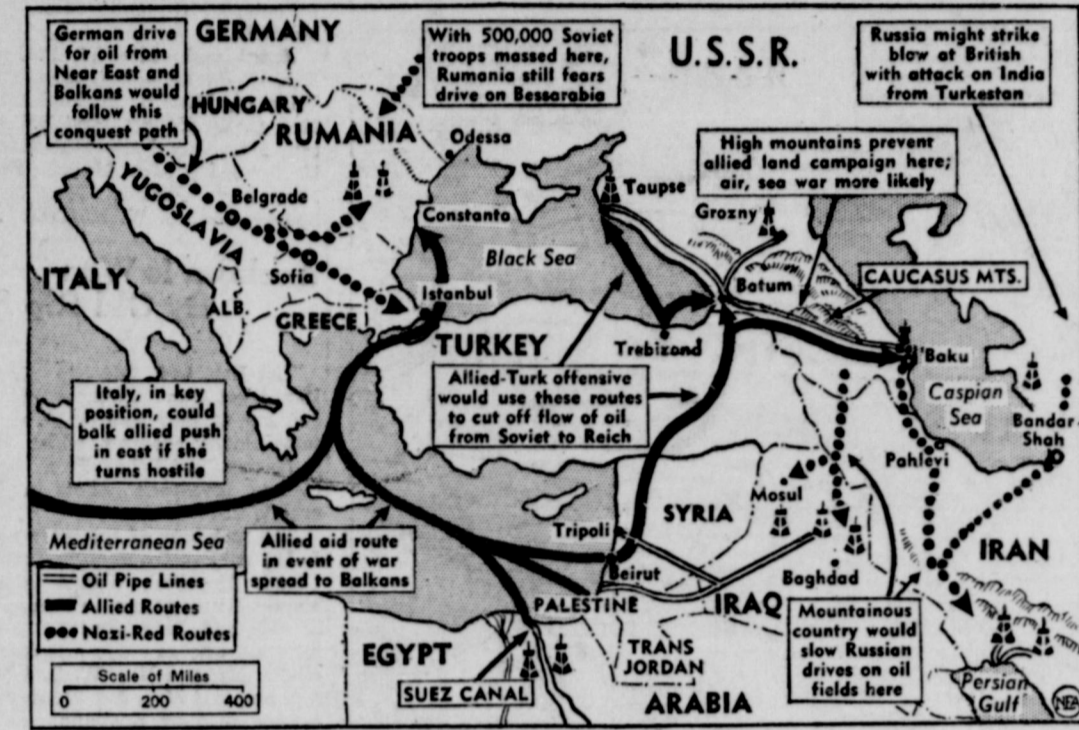 German drive
for oil from
Near East and
Balkans would
follow this
conquest path
GERMANY
With 500,000 Soviet
troops massed here,
Rumania still fears
drive on Bessarabia
U.S.S.R.
Russia might strike
blow at British
with attack on India
from Turkestan
HUNGARY
RUMANIA
Odessa
High mountains prevent
allied land campaign here;
air, sea war more likely
YUGOSLAVIA
Belgrade
Taupse
Grozny
Constanta
Black Sea
Batum
CAUCASUS MTS.
ITALY
Sofia
ALB.
GREECE
Istanbul
TURKEY
Trebizond
Baku
Caspian
Sea
Bandar
Shah
Italy, in key
position, could
balk allied push
in east if she
turns hostile
Allied-Turk offensive
would use these routes
to cut off flow of oil
from Soviet to Reich
Pahlevi
Mosul
SYRIA
Tripoli
Mediterranean Sea
Allied aid route
in event of war
spread to Balkans
IRAN
Beirut
Baghdad
Oil Pipe Lines
Allied Routes
Nazi-Red Routes
PALESTINE
IRAQ
Mountainous
country would
slow Russian
drives on oil
fields here
EGYPT
TRANS
JORDAN
Scale of Miles
0 200 400
SUEZ CANAL
ARABIA
Persian
Gulf
NEA